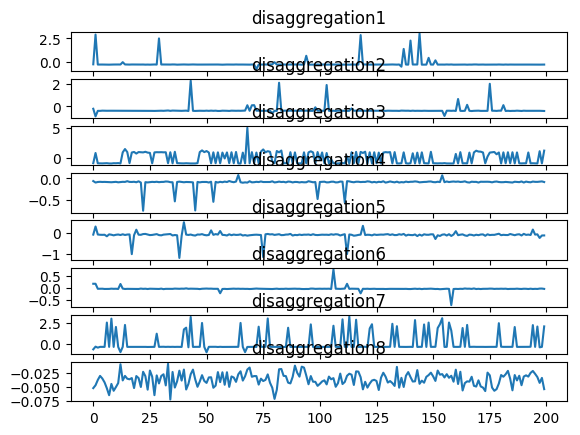 disaggregation1
2.5
0.0
disaggregation2
2
0
disaggregation3
5
0
disaggregation4
0.0
−0.5
disaggregation5
0
−1
disaggregation6
0.5
0.0
−0.5
disaggregation7
2.5
0.0
disaggregation8
−0.025
−0.050
−0.075
0 25 50 75 100 125 150 175 200